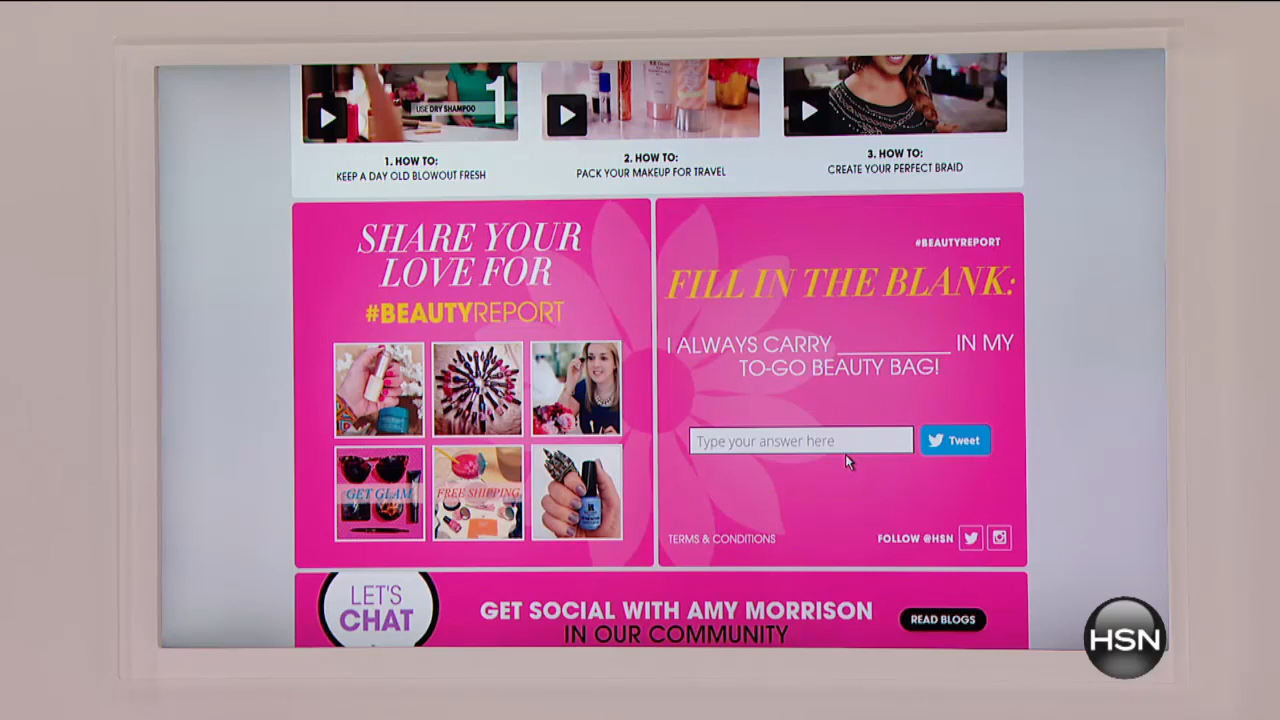 USE DRY SHAMPOO
1
1. HOW TO:
KEEP A DAY OLD BLOWOUT FRESH
2. HOW TO:
PACK YOUR MAKEUP FOR TRAVEL
3. HOW TO:
CREATE YOUR PERFECT BRAID
SHARE YOUR
LOVE FOR
#BEAUTYREPORT
GET GLAM
FREE SHIPPING
#BEAUTYREPORT
FILL IN THE BLANK:
I ALWAYS CARRY __________ IN MY
TO-GO BEAUTY BAG!
Type your answer here
Tweet
TERMS & CONDITIONS
FOLLOW @HSN
LET'S
CHAT
GET SOCIAL WITH AMY MORRISON
IN OUR COMMUNITY
READ BLOGS
HSN